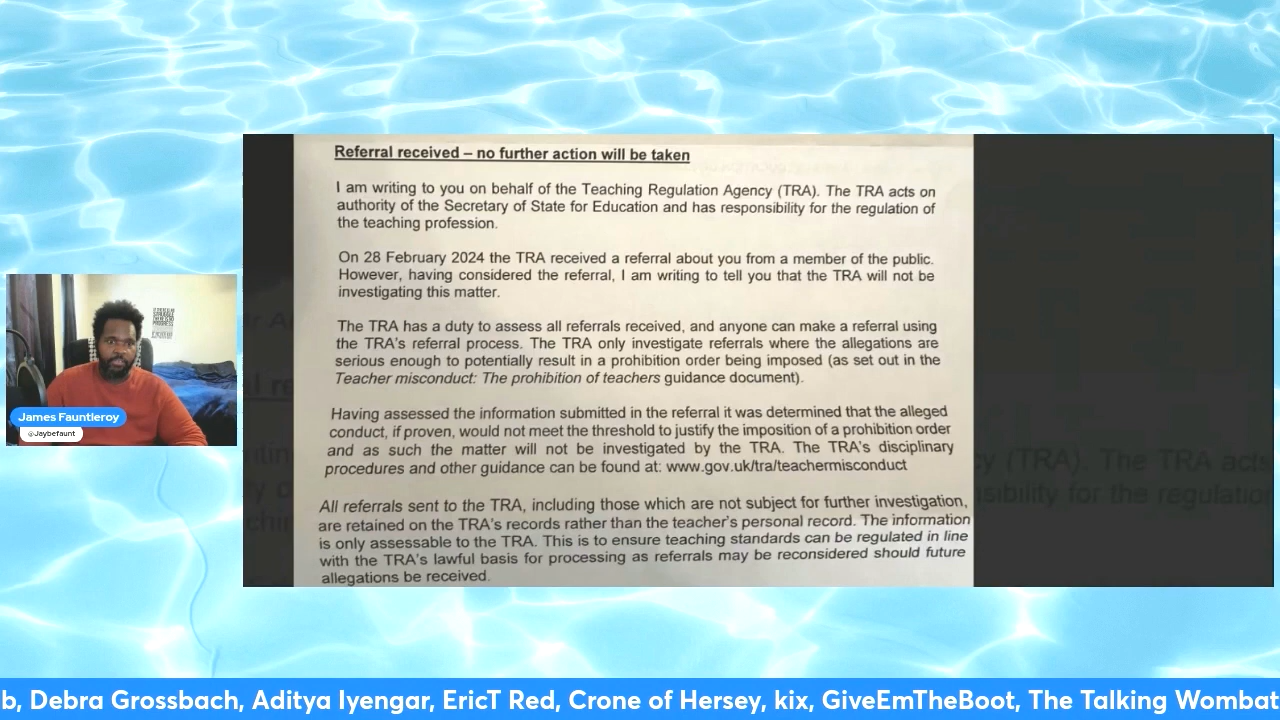 Referral received – no further action will be taken
I am writing to you on behalf of the Teaching Regulation Agency (TRA). The TRA acts on
authority of the Secretary of State for Education and has responsibility for the regulation of
the teaching profession.
On 28 February 2024 the TRA received a referral about you from a member of the public.
However, having considered the referral, I am writing to tell you that the TRA will not be
investigating this matter.
The TRA has a duty to assess all referrals received, and anyone can make a referral using
the TRA's referral process. The TRA only investigate referrals where the allegations are
serious enough to potentially result in a prohibition order being imposed (as set out in the
Teacher misconduct: The prohibition of teachers guidance document).
Having assessed the information submitted in the referral it was determined that the alleged
conduct, if proven, would not meet the threshold to justify the imposition of a prohibition order
and as such the matter will not be investigated by the TRA. The TRA's disciplinary
procedures and other guidance can be found at: www.gov.uk/tra/teachermisconduct
All referrals sent to the TRA, including those which are not subject for further investigation,
are retained on the TRA's records rather than the teacher's personal record. The information
is only assessable to the TRA. This is to ensure teaching standards can be regulated in line
with the TRA's lawful basis for processing as referrals may be reconsidered should future
allegations be received.
James Fauntleroy
@Jaybefaunt
b, Debra Grossbach, Aditya Iyengar, EricT Red, Crone of Hersey, kix, GiveEmTheBoot, The Talking Wombat